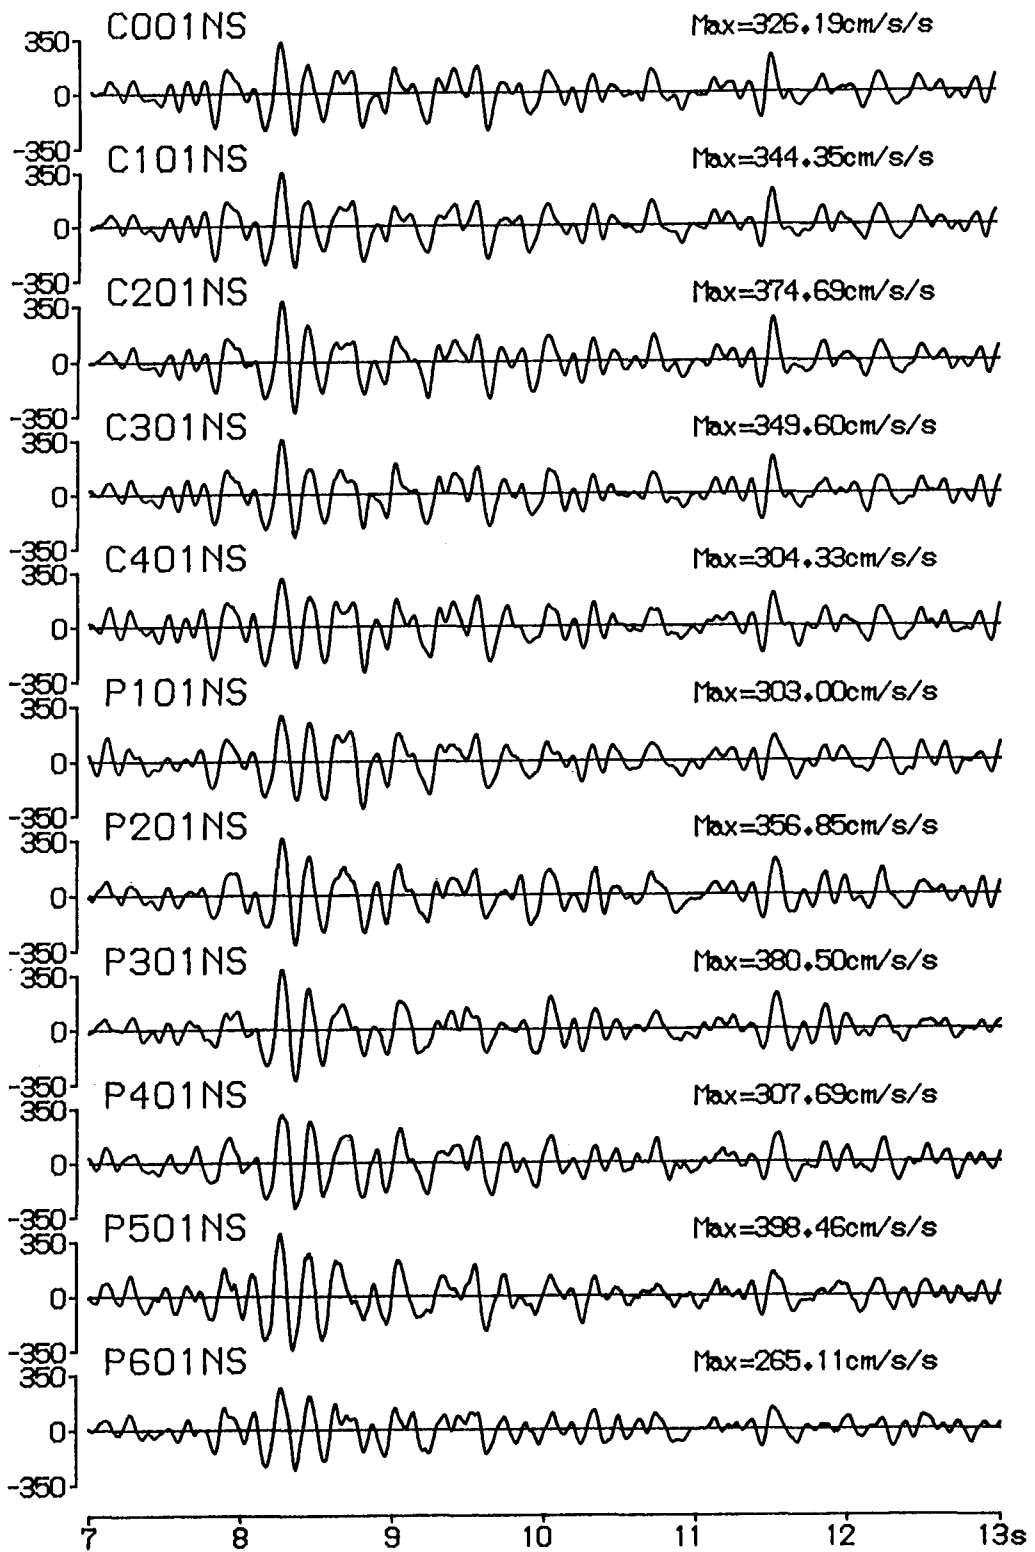 C001NS Max=326.19cm/s/s
350
0
-350
C101NS Max=344.35cm/s/s
350
0
-350
C201NS Max=374.69cm/s/s
350
0
-350
C301NS Max=349.60cm/s/s
350
0
-350
C401NS Max=304.33cm/s/s
350
0
-350
P101NS Max=303.00cm/s/s
350
0
-350
P201NS Max=356.85cm/s/s
350
0
-350
P301NS Max=380.50cm/s/s
350
0
-350
P401NS Max=307.69cm/s/s
350
0
-350
P501NS Max=398.46cm/s/s
350
0
-350
P601NS Max=265.11cm/s/s
350
0
-350
7 8 9 10 11 12 13s